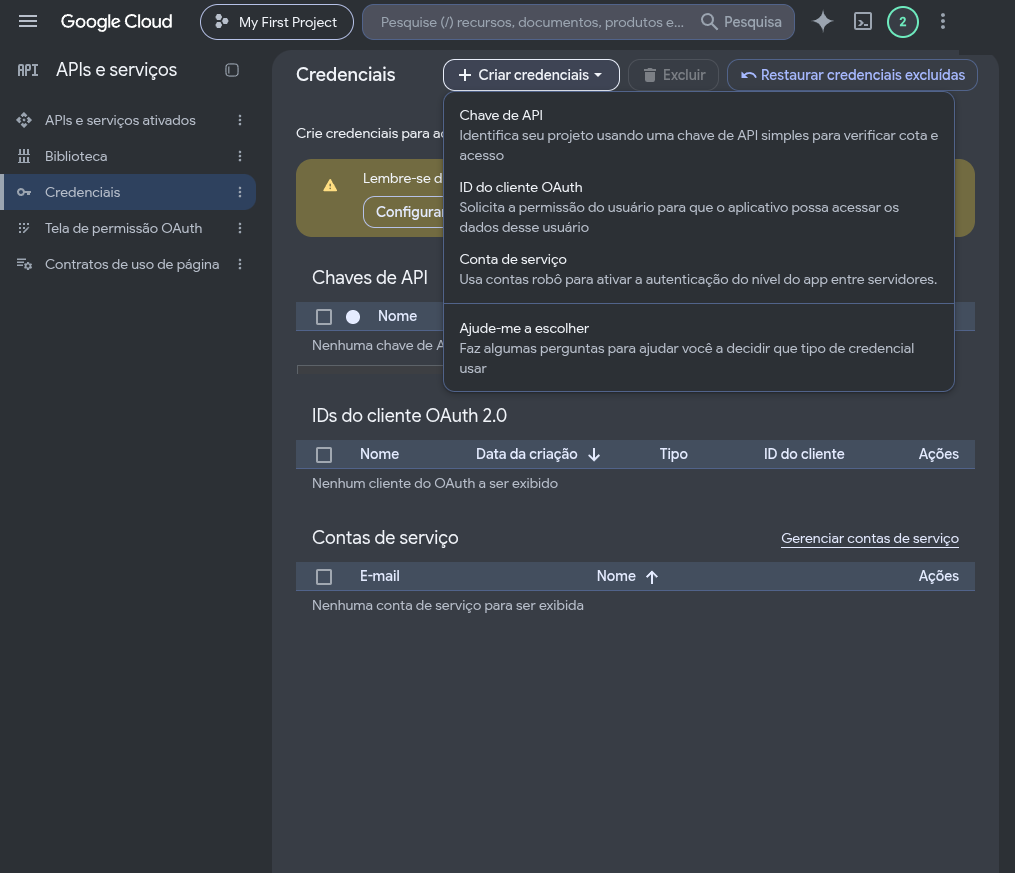 Google Cloud
My First Project
Pesquise (/) recursos, documentos, produtos e...
Pesquisa
2
API
APIs e serviços
APIs e serviços ativados
Biblioteca
Credenciais
Tela de permissão OAuth
Contratos de uso de página
Credenciais
Criar credenciais
Excluir
Restaurar credenciais excluídas
Chave de API
Identifica seu projeto usando uma chave de API simples para verificar cota e
acesso
ID do cliente OAuth
Solicita a permissão do usuário para que o aplicativo possa acessar os
dados desse usuário
Conta de serviço
Usa contas robô para ativar a autenticação do nível do app entre servidores.
Ajude-me a escolher
Faz algumas perguntas para ajudar você a decidir que tipo de credencial
usar
Crie credenciais para ac
Lembre-se d
Configurar
Chaves de API
Nome
Nenhuma chave de A
IDs do cliente OAuth 2.0
Nome Data da criação Tipo ID do cliente Ações
Nenhum cliente do OAuth a ser exibido
Contas de serviço
Gerenciar contas de serviço
E-mail Nome Ações
Nenhuma conta de serviço para ser exibida